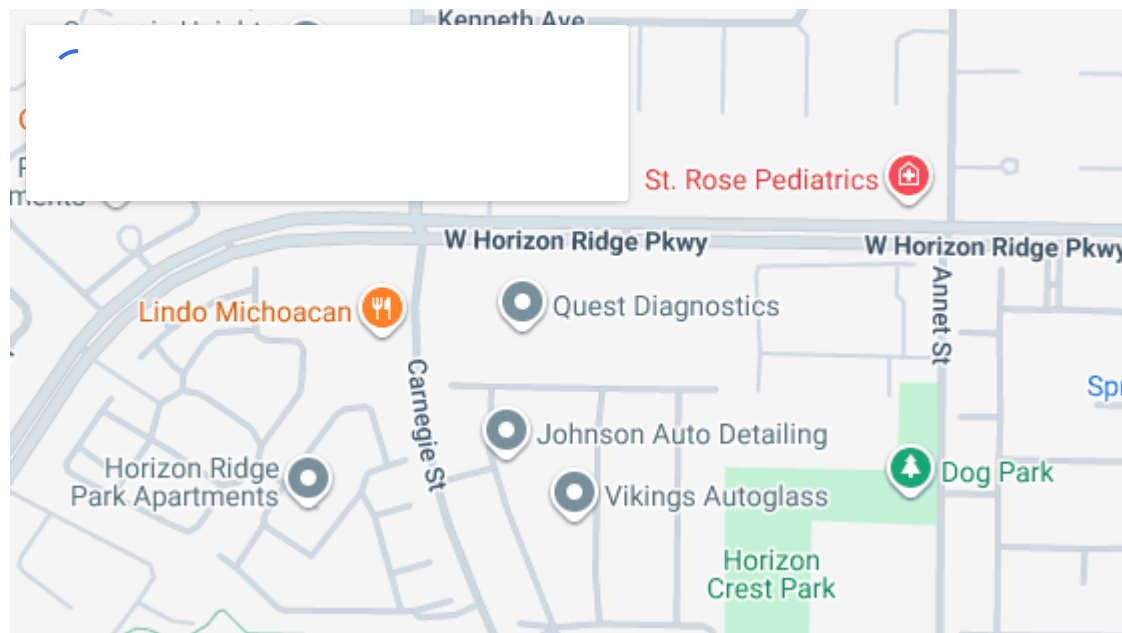 Kenneth Ave
St. Rose Pediatrics
W Horizon Ridge Pkwy
W Horizon Ridge Pkwy
Lindo Michoacan
Quest Diagnostics
Annet St
Carnegie St
Johnson Auto Detailing
Horizon Ridge
Park Apartments
Vikings Autoglass
Dog Park
Horizon
Crest Park